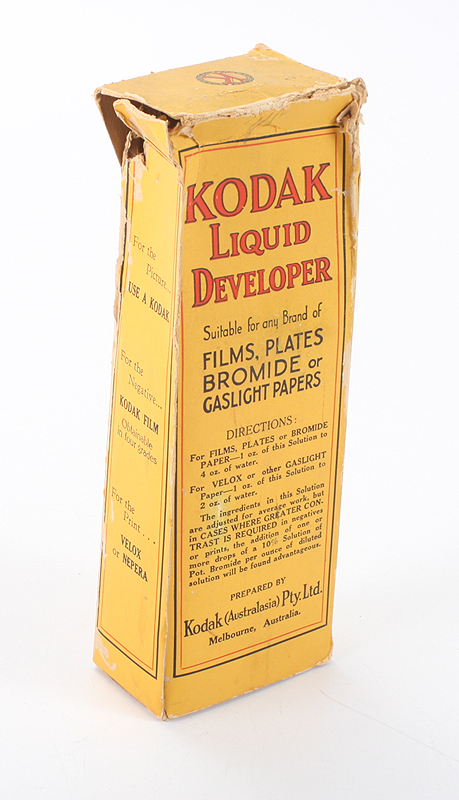 KODAK
LIQUID
DEVELOPER
Suitable for any Brand of
FILMS, PLATES
BROMIDE or
GASLIGHT PAPERS
DIRECTIONS:
For FILMS, PLATES or BROMIDE
PAPER—1 oz. of this Solution to
4 oz. of water.
For VELOX or other GASLIGHT
Paper—1 oz. of this Solution to
2 oz. of water.
The ingredients in this Solution
are adjusted for average work, but
in CASES WHERE GREATER CON-
TRAST IS REQUIRED in negatives
or prints, the addition of one or
more drops of a 10% Solution of
Pot. Bromide per ounce of diluted
solution will be found advantageous.
PREPARED BY
Kodak (Australasia) Pty. Ltd.
Melbourne, Australia.
For the
Picture...
USE A KODAK
For the
Negative...
KODAK FILM
Obtainable
in four grades
For the
Print....
VELOX
or NEPERA